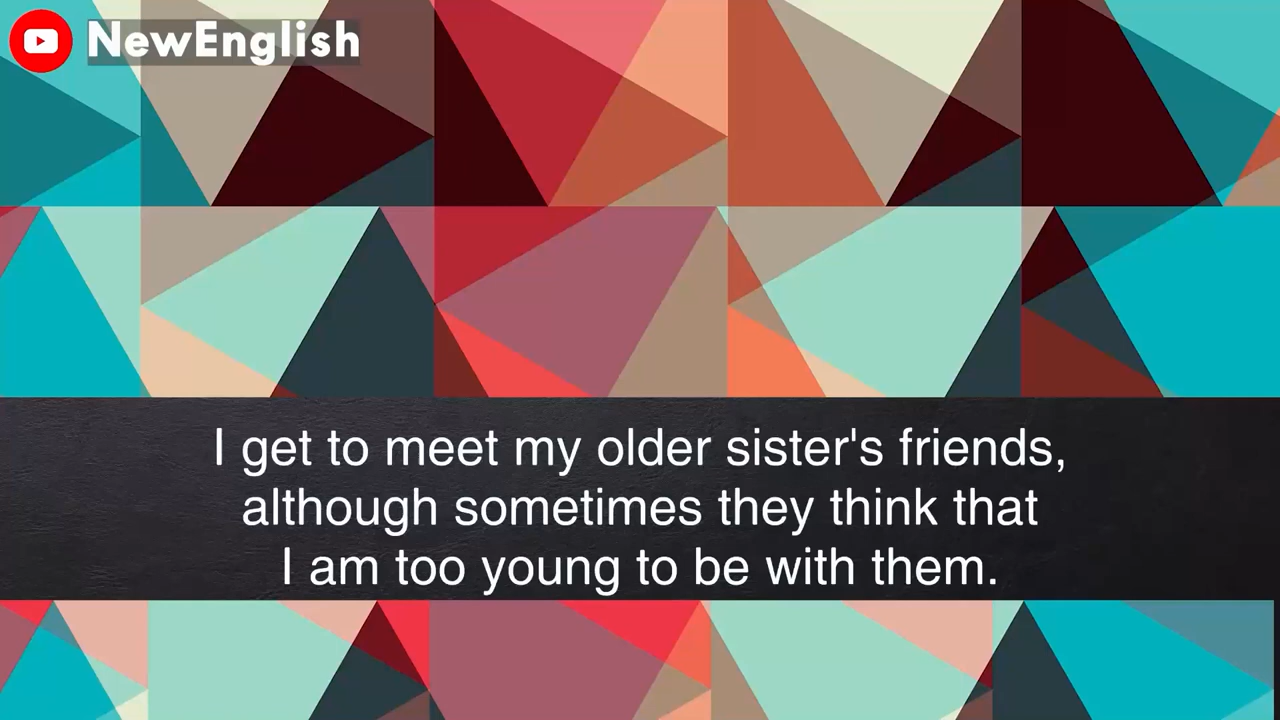 NewEnglish
I get to meet my older sister's friends,
although sometimes they think that
I am too young to be with them.